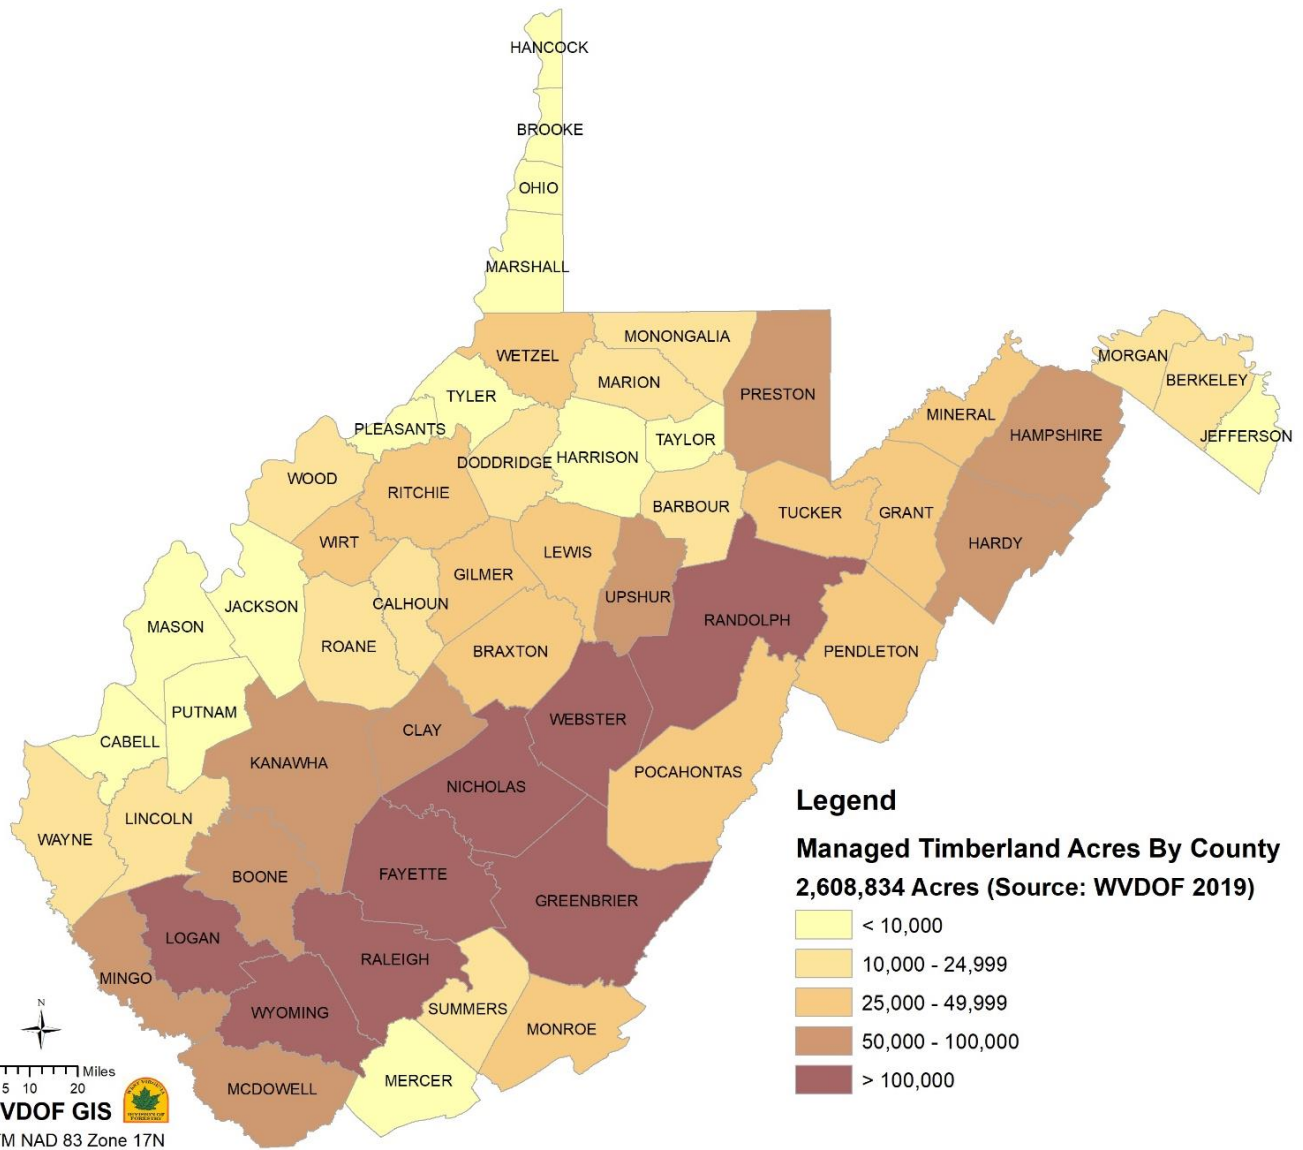 HANCOCK
BROOKE
OHIO
MARSHALL
WETZEL
MONONGALIA
MARION
PRESTON
TYLER
PLEASANTS
TAYLOR
HARRISON
DODDRIDGE
WOOD
RITCHIE
MORGAN
BERKELEY
JEFFERSON
MINERAL
HAMPSHIRE
BARBOUR
TUCKER
GRANT
HARDY
WIRT
LEWIS
GILMER
UPSHUR
CALHOUN
JACKSON
MASON
ROANE
BRAXTON
RANDOLPH
PENDLETON
PUTNAM
CABELL
CLAY
WEBSTER
KANAWHA
NICHOLAS
POCAHONTAS
LINCOLN
WAYNE
BOONE
FAYETTE
GREENBRIER
LOGAN
RALEIGH
MINGO
WYOMING
SUMMERS
MONROE
MCDOWELL
MERCER
Legend
Managed Timberland Acres By County
2,608,834 Acres (Source: WVDOF 2019)
< 10,000
10,000 - 24,999
25,000 - 49,999
50,000 - 100,000
> 100,000
N
Miles
5 10 20
VDOF GIS
M NAD 83 Zone 17N